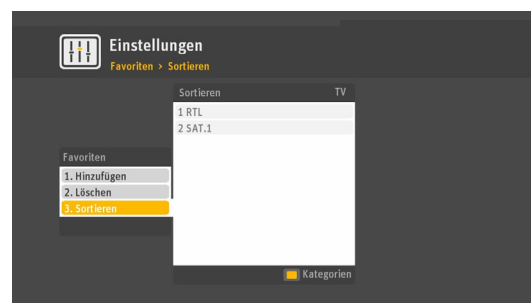 Einstellungen
Favoriten > Sortieren
Sortieren TV
1 RTL
2 SAT.1
Favoriten
1. Hinzufügen
2. Löschen
3. Sortieren
Kategorien